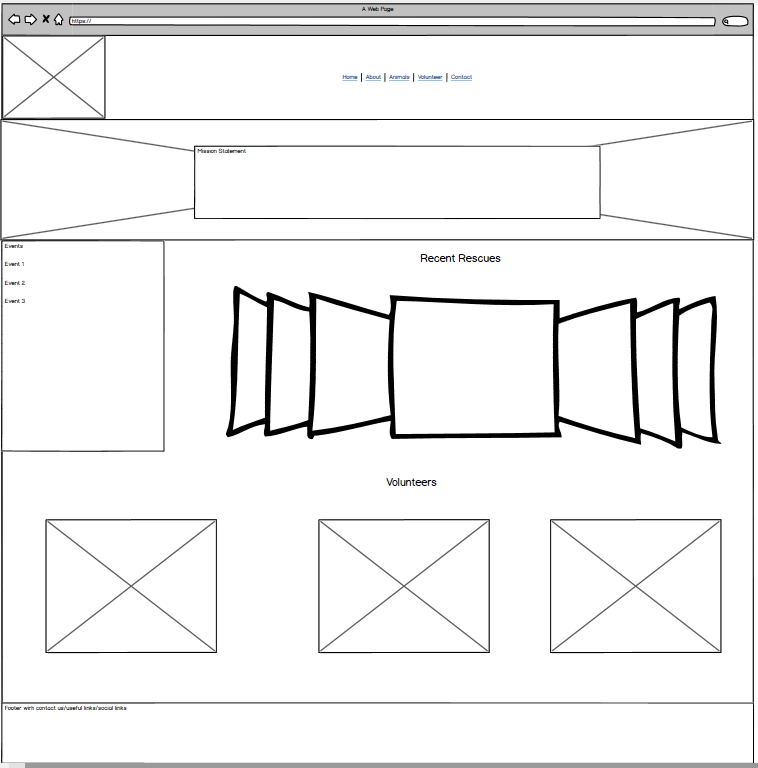 A Web Page
https://
Home | About | Animals | Volunteer | Contact
Mission Statement
Events
Event 1
Event 2
Event 3
Recent Rescues
Volunteers
Footer wirh contact us/useful links/social links